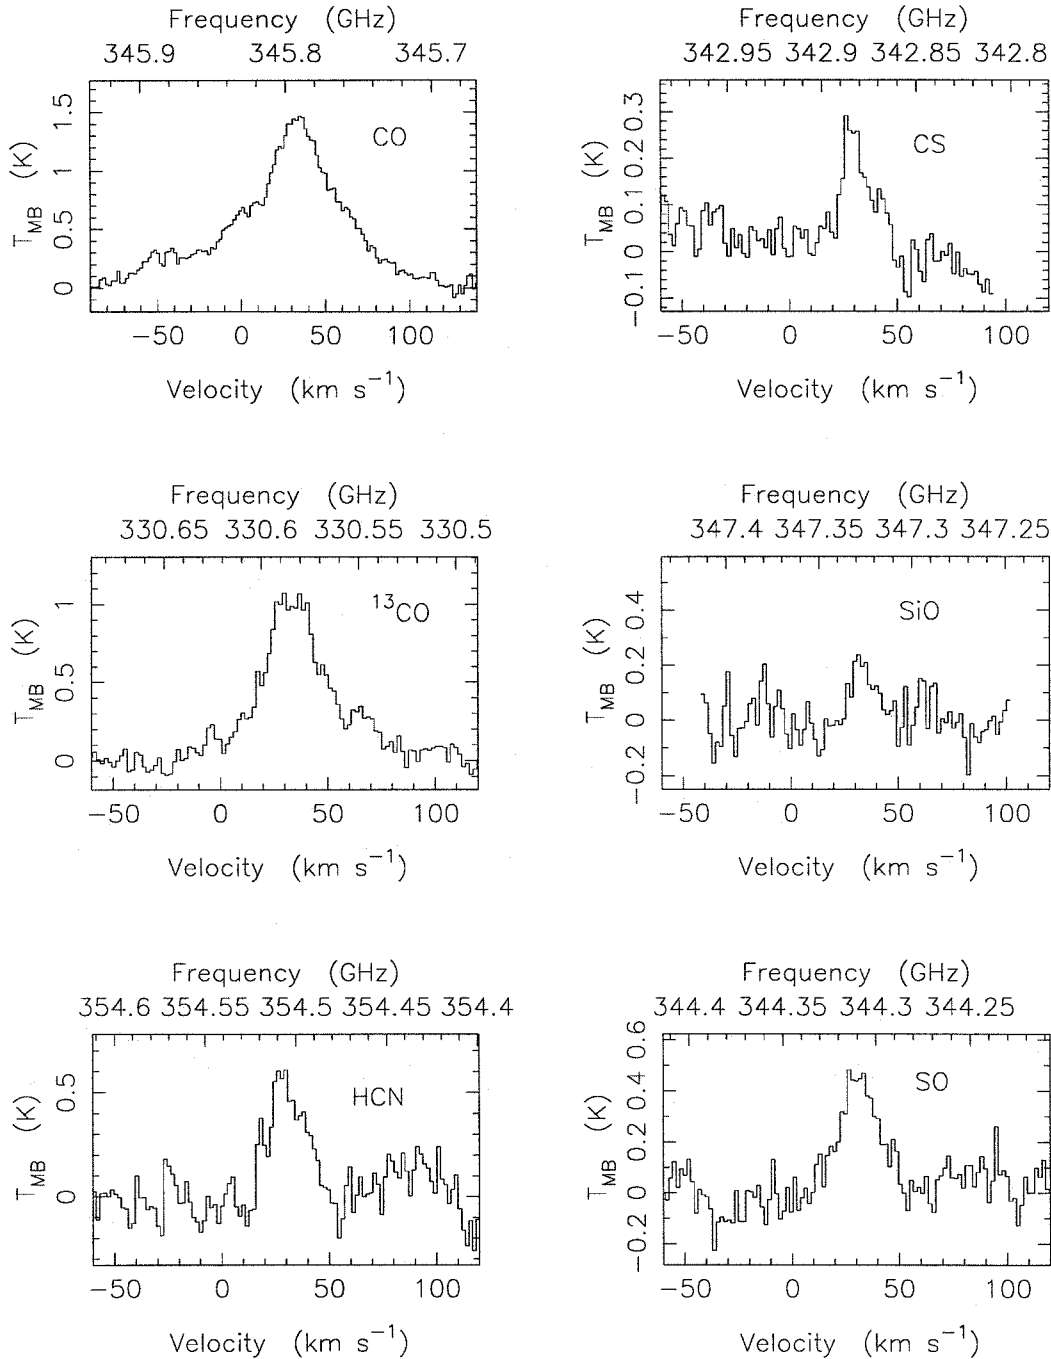 Frequency (GHz)
345.9 345.8 345.7
CO
T_MB (K)
0 0.5 1 1.5
−50 0 50 100
Velocity (km s⁻¹)
Frequency (GHz)
342.95 342.9 342.85 342.8
CS
T_MB (K)
−0.1 0 0.1 0.2 0.3
−50 0 50 100
Velocity (km s⁻¹)
Frequency (GHz)
330.65 330.6 330.55 330.5
¹³CO
T_MB (K)
0 0.5 1
−50 0 50 100
Velocity (km s⁻¹)
Frequency (GHz)
347.4 347.35 347.3 347.25
SiO
T_MB (K)
−0.2 0 0.2 0.4
−50 0 50 100
Velocity (km s⁻¹)
Frequency (GHz)
354.6 354.55 354.5 354.45 354.4
HCN
T_MB (K)
0 0.5
−50 0 50 100
Velocity (km s⁻¹)
Frequency (GHz)
344.4 344.35 344.3 344.25
SO
T_MB (K)
−0.2 0 0.2 0.4 0.6
−50 0 50 100
Velocity (km s⁻¹)